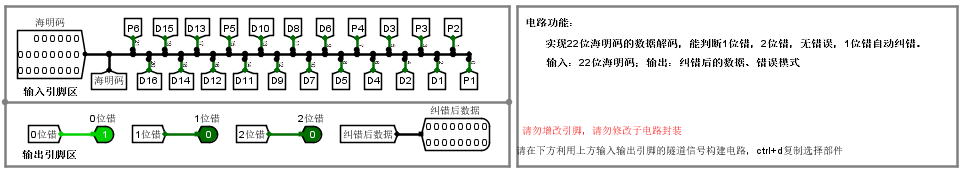 海明码
000000
00000000
00000000
输入引脚区
P6 D15 D13 P5 D10 D8 D6 P4 D3 P3 P2
海明码 D16 D14 D12 D11 D9 D7 D5 D4 D2 D1 P1
0位错 1位错 2位错 纠错后数据
0位错 1 1位错 0 2位错 0 纠错后数据
00000000
00000000
输出引脚区
电路功能：
实现22位海明码的数据解码，能判断1位错，2位错，无错误，1位错自动纠错。
输入：22位海明码；输出：纠错后的数据、错误模式
请勿增改引脚，请勿修改子电路封装
请在下方利用上方输入输出引脚的隧道信号构建电路，ctrl+d复制选择部件